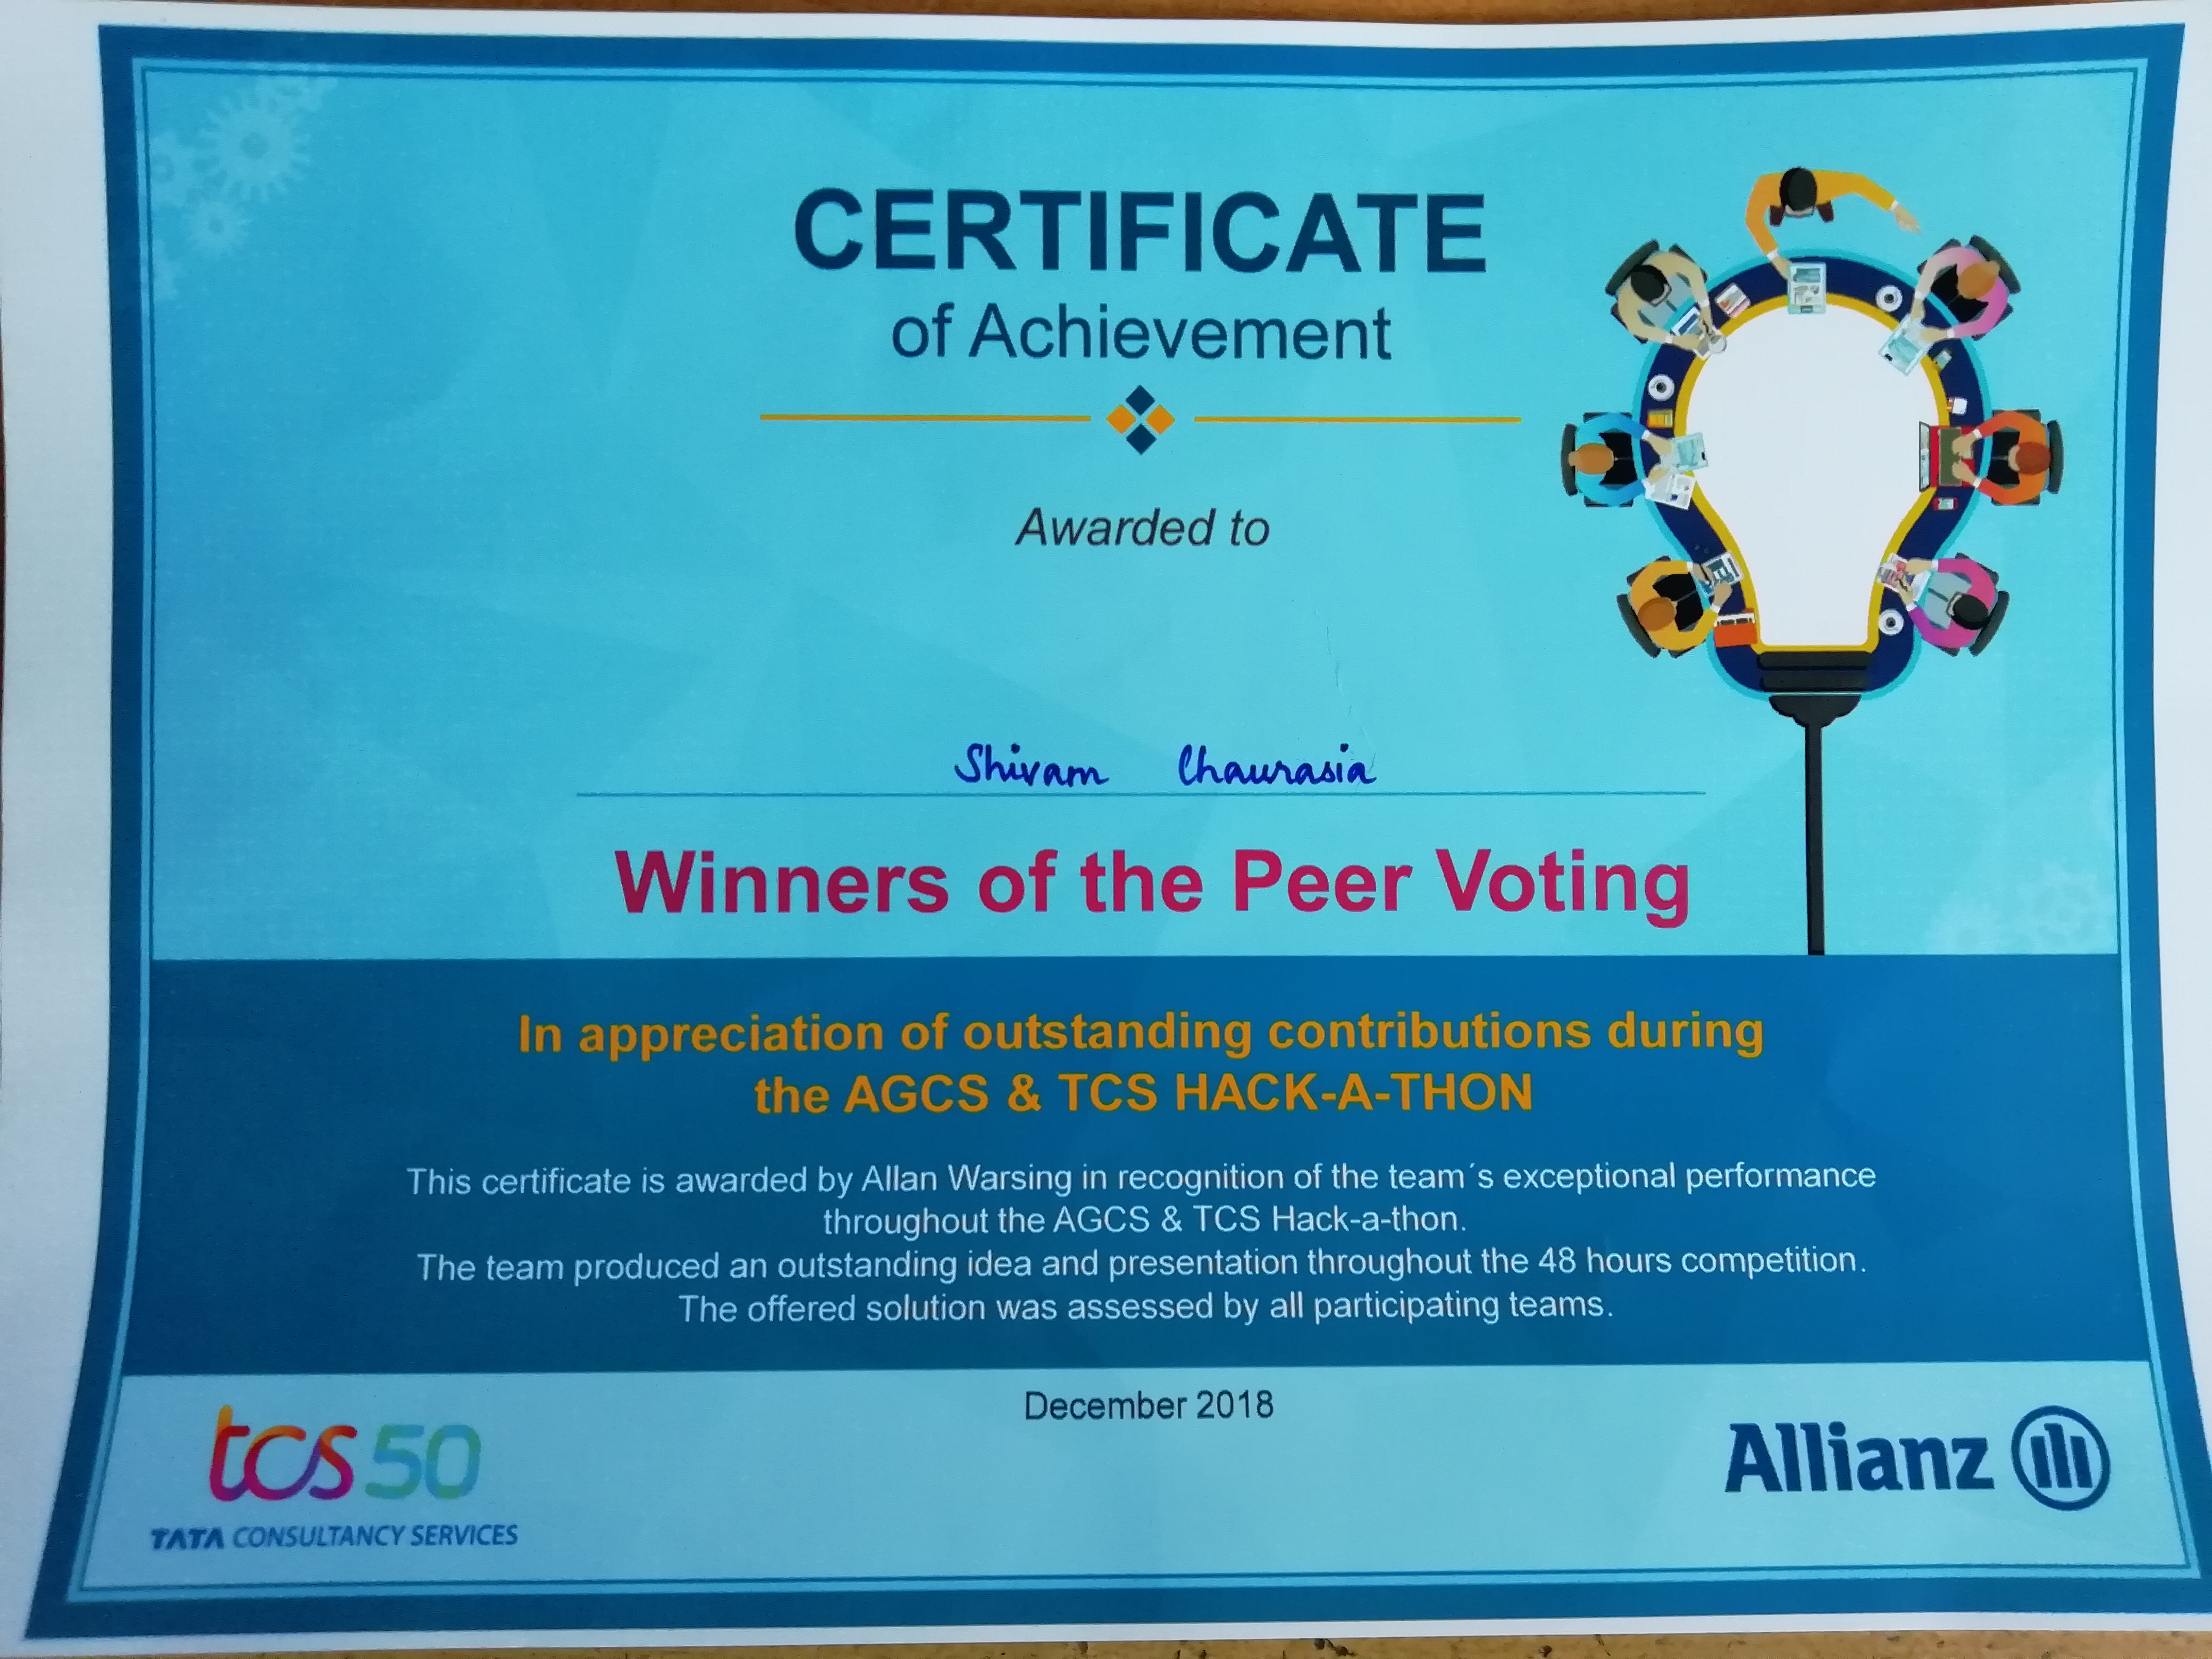 CERTIFICATE
of Achievement
Awarded to
Shivam Chaurasia
Winners of the Peer Voting
In appreciation of outstanding contributions during
the AGCS & TCS HACK-A-THON
This certificate is awarded by Allan Warsing in recognition of the team´s exceptional performance
throughout the AGCS & TCS Hack-a-thon.
The team produced an outstanding idea and presentation throughout the 48 hours competition.
The offered solution was assessed by all participating teams.
December 2018
tcs 50
TATA CONSULTANCY SERVICES
Allianz